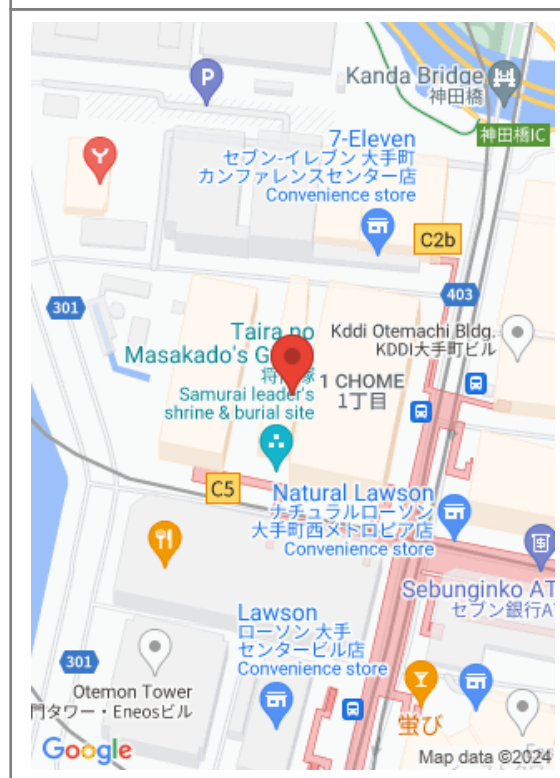 Kanda Bridge
神田橋
P
神田橋IC
7-Eleven
セブン-イレブン 大手町
カンファレンスセンター店
Convenience store
C2b
301
403
Taira no
Masakado's G
Kddi Otemachi Bldg.
KDDI大手町ビル
将 塚
Samurai leader's
shrine & burial site
1 CHOME
1丁目
C5
Natural Lawson
ナチュラルローソン
大手町西メトロピア店
Convenience store
Sebunginko AT
セブン銀行A
Lawson
ローソン 大手
センタービル店
Convenience store
301
Otemon Tower
門タワー・Eneosビル
蛍び
Google
Map data ©2024